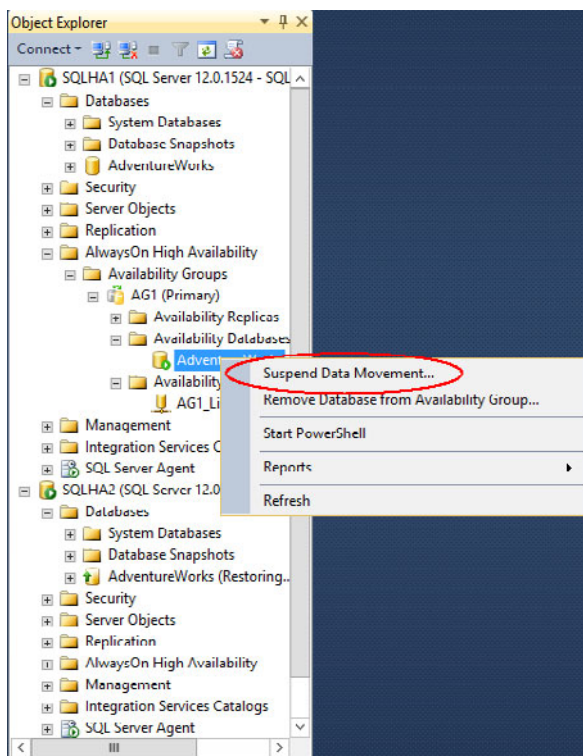 Object Explorer
Connect
SQLHA1 (SQL Server 12.0.1524 - SQL
Databases
System Databases
Database Snapshots
AdventureWorks
Security
Server Objects
Replication
AlwaysOn High Availability
Availability Groups
AG1 (Primary)
Availability Replicas
Availability Databases
Advent
Suspend Data Movement...
Availability
Remove Database from Availability Group...
AG1_Li
Management
Start PowerShell
Integration Services C
SQL Server Agent
Reports
SQLHA2 (SQL Server 12.0
Refresh
Databases
System Databases
Database Snapshots
AdventureWorks (Restoring..
Security
Server Objects
Replication
AlwaysOn High Availability
Management
Integration Services Catalogs
SQL Server Agent